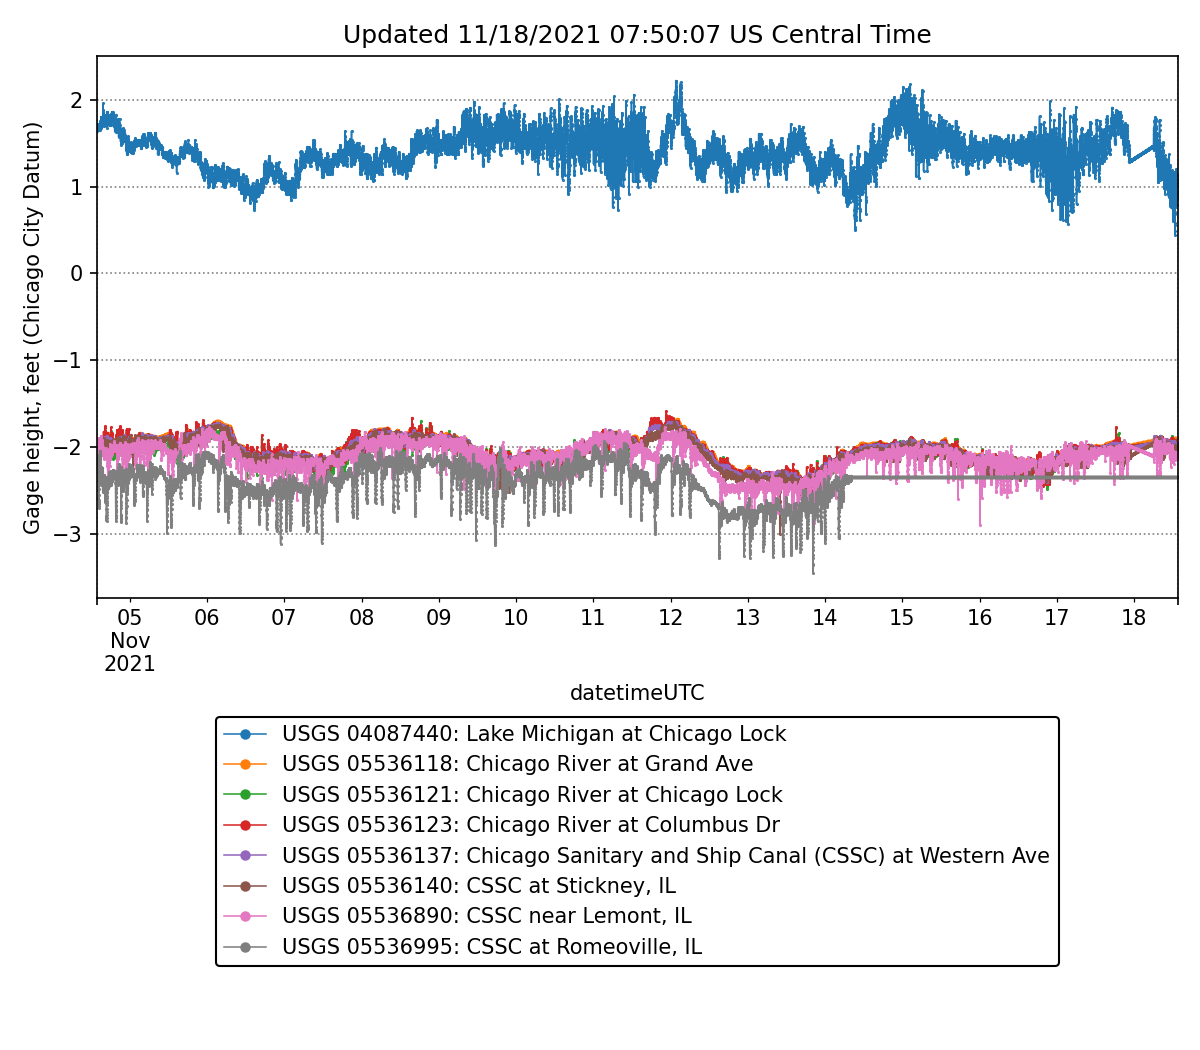 Updated 11/18/2021 07:50:07 US Central Time
Gage height, feet (Chicago City Datum)
2
1
0
−1
−2
−3
05 06 07 08 09 10 11 12 13 14 15 16 17 18
Nov
2021
datetimeUTC
USGS 04087440: Lake Michigan at Chicago Lock
USGS 05536118: Chicago River at Grand Ave
USGS 05536121: Chicago River at Chicago Lock
USGS 05536123: Chicago River at Columbus Dr
USGS 05536137: Chicago Sanitary and Ship Canal (CSSC) at Western Ave
USGS 05536140: CSSC at Stickney, IL
USGS 05536890: CSSC near Lemont, IL
USGS 05536995: CSSC at Romeoville, IL